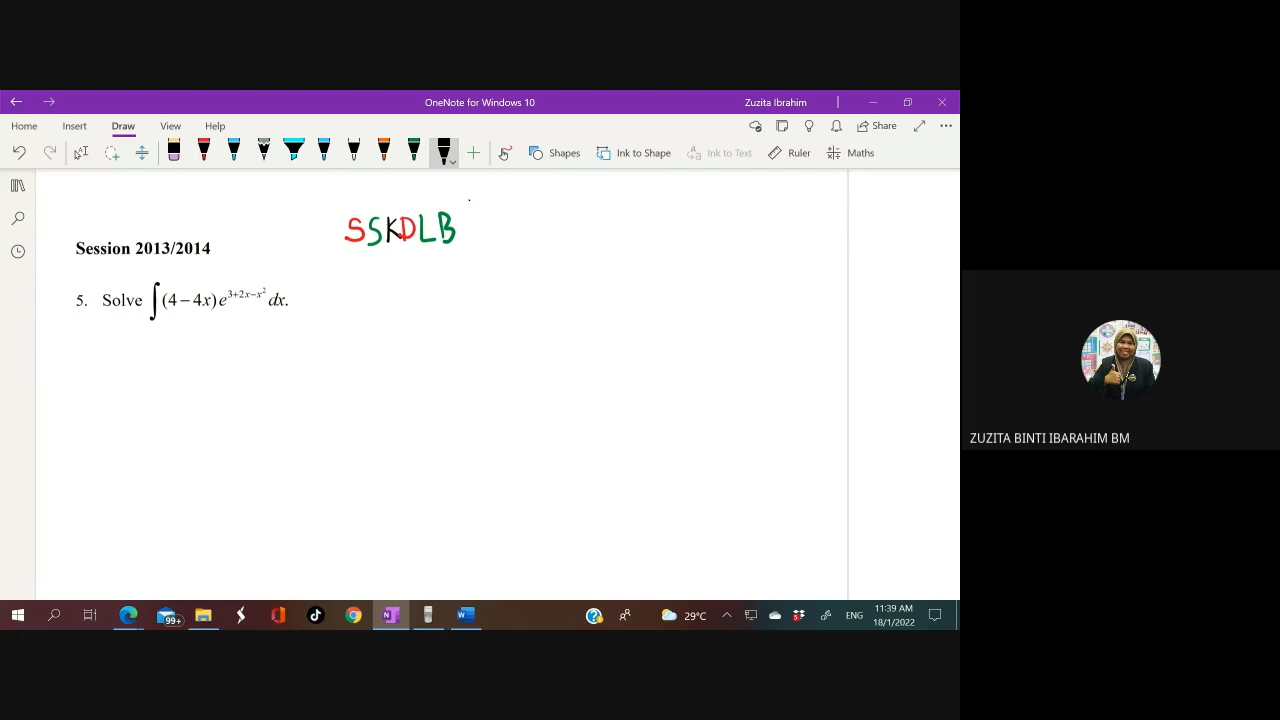 OneNote for Windows 10
Zuzita Ibrahim
Home Insert Draw View Help
Share
Shapes Ink to Shape Ink to Text Ruler Maths
SSKDLB
Session 2013/2014
5. Solve ∫(4−4x)e^{3+2x−x²}dx.
ZUZITA BINTI IBARAHIM BM
99+
29°C
ENG
11:39 AM
18/1/2022